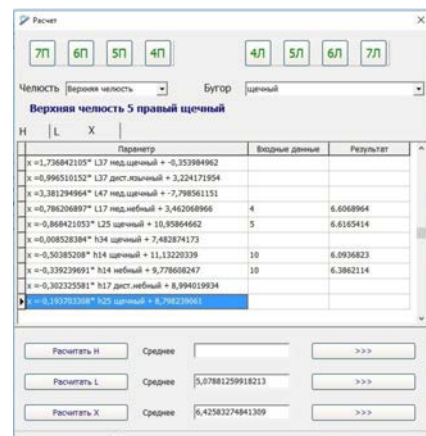 Расчет
7П 6П 5П 4П 4Л 5Л 6Л 7Л
Челюсть Верхняя челюсть Бугор щечный
Верхняя челюсть 5 правый щечный
H L X
Параметр Входные данные Результат
x =1,736842105* L37 мед.щечный + -0,353984962
x =0,996510152* L37 дист.язычный + 3,224171954
x =3,381294964* L47 мед.щечный + -7,798561151
x =0,786206897* L17 мед.небный + 3,462068966 4 6.6068964
x =-0,868421053* L25 щечный + 10,95864662 5 6.6165414
x =0,008528384* h34 щечный + 7,482874173
x =-0,50385208* h14 щечный + 11,13220339 10 6.0936823
x =-0,339239691* h14 небный + 9,778608247 10 6.3862114
x =-0,302325581* h17 дист.небный + 8,994019934
x =-0,193703308* h25 щечный + 8,798239061
Расчитать H Среднее >>>
Расчитать L Среднее 5,07881259918213 >>>
Расчитать X Среднее 6,42583274841309 >>>